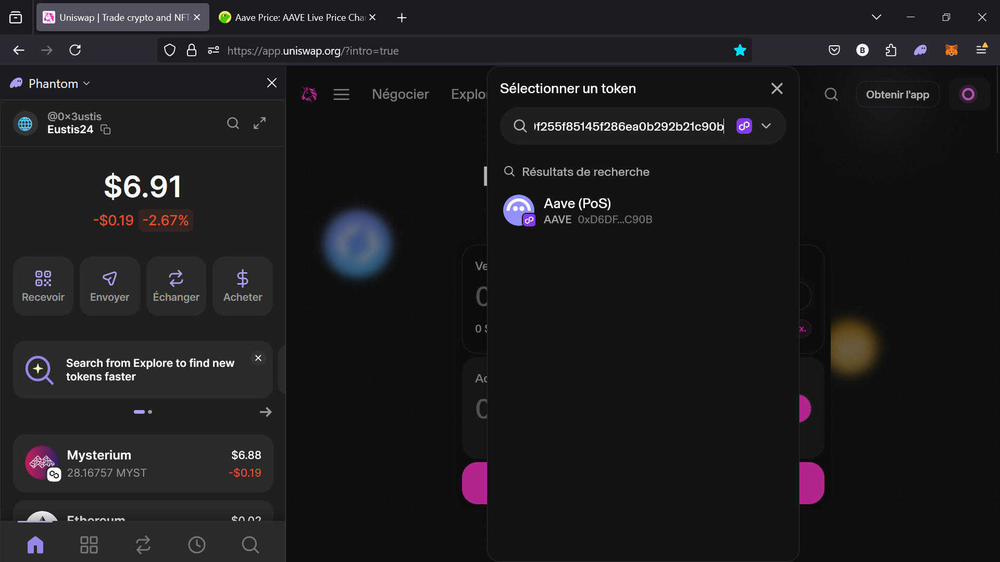 Uniswap | Trade crypto and NFT
Aave Price: AAVE Live Price Cha
https://app.uniswap.org/?intro=true
B
Phantom
@0×3ustis
Eustis24
$6.91
-$0.19 -2.67%
Recevoir
Envoyer
Échanger
Acheter
Search from Explore to find new
tokens faster
Mysterium
$6.88
28.16757 MYST
-$0.19
Ethereum
$0.02
Négocier
Explo
Obtenir l'app
Sélectionner un token
f255f85145f286ea0b292b21c90b
Résultats de recherche
Aave (PoS)
AAVE 0xD6DF...C90B
Ve
0
0 $
x.
Ac
0